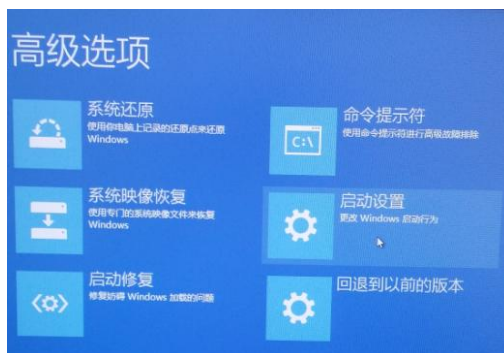 高级选项
系统还原
使用你电脑上记录的还原点来还原
Windows
系统映像恢复
使用专门的系统映像文件来恢复
Windows
启动修复
修复妨碍 Windows 加载的问题
命令提示符
使用命令提示符进行高级故障排除
C:\
启动设置
更改 Windows 启动行为
回退到以前的版本